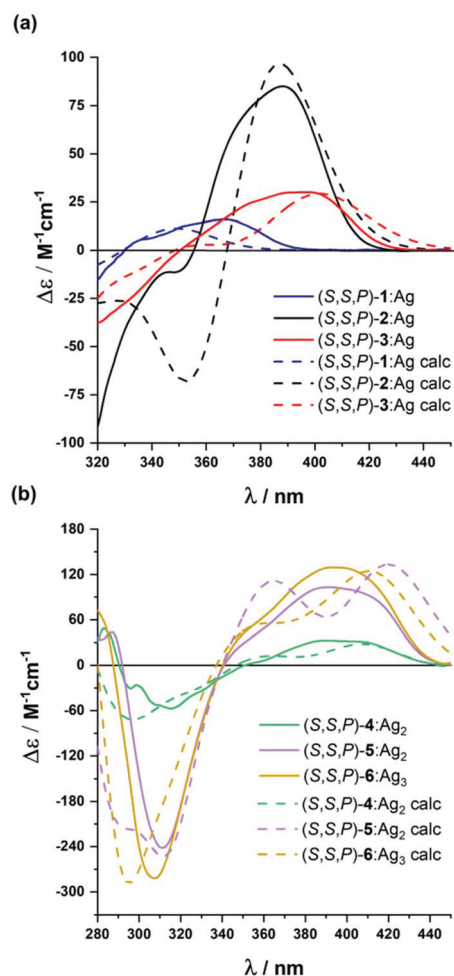 (a)
100
75
50
25
0
-25
-50
-75
-100
Δε / M⁻¹cm⁻¹
(S,S,P)-1:Ag
(S,S,P)-2:Ag
(S,S,P)-3:Ag
(S,S,P)-1:Ag calc
(S,S,P)-2:Ag calc
(S,S,P)-3:Ag calc
320 340 360 380 400 420 440
λ / nm
(b)
180
120
60
0
-60
-120
-180
-240
-300
Δε / M⁻¹cm⁻¹
(S,S,P)-4:Ag₂
(S,S,P)-5:Ag₂
(S,S,P)-6:Ag₃
(S,S,P)-4:Ag₂ calc
(S,S,P)-5:Ag₂ calc
(S,S,P)-6:Ag₃ calc
280 300 320 340 360 380 400 420 440
λ / nm